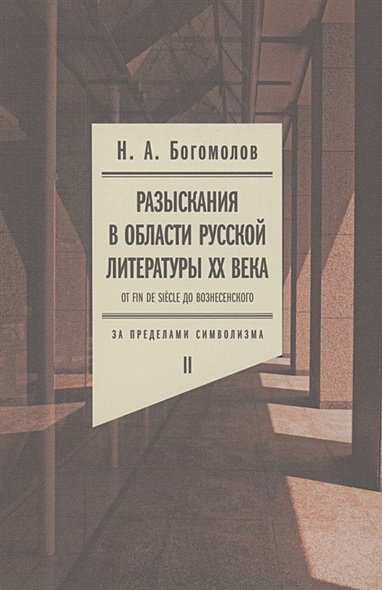 Н. А. Богомолов
РАЗЫСКАНИЯ
В ОБЛАСТИ РУССКОЙ
ЛИТЕРАТУРЫ XX ВЕКА
ОТ FIN DE SIÈCLE ДО ВОЗНЕСЕНСКОГО
ЗА ПРЕДЕЛАМИ СИМВОЛИЗМА
II